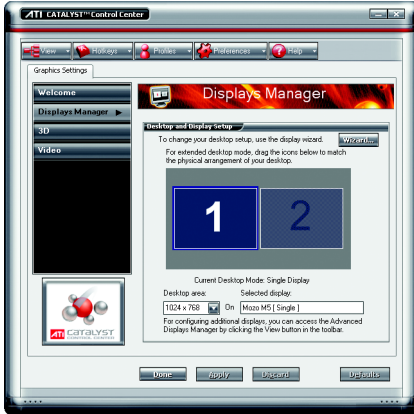 ATI CATALYST™ Control Center
View Hotkeys Profiles Preferences Help
Graphics Settings
Welcome
Displays Manager
3D
Video
Displays Manager
Desktop and Display Setup
To change your desktop setup, use the display wizard.
Wizard...
For extended desktop mode, drag the icons below to match
the physical arrangement of your desktop.
1
2
Current Desktop Mode: Single Display
Desktop area: Selected display:
1024 x 768 On Mozo M5 [ Single ]
For configuring additional displays, you can access the Advanced
Displays Manager by clicking the View button in the toolbar.
ATI CATALYST
CONTROL CENTER
Done Apply Discard Defaults